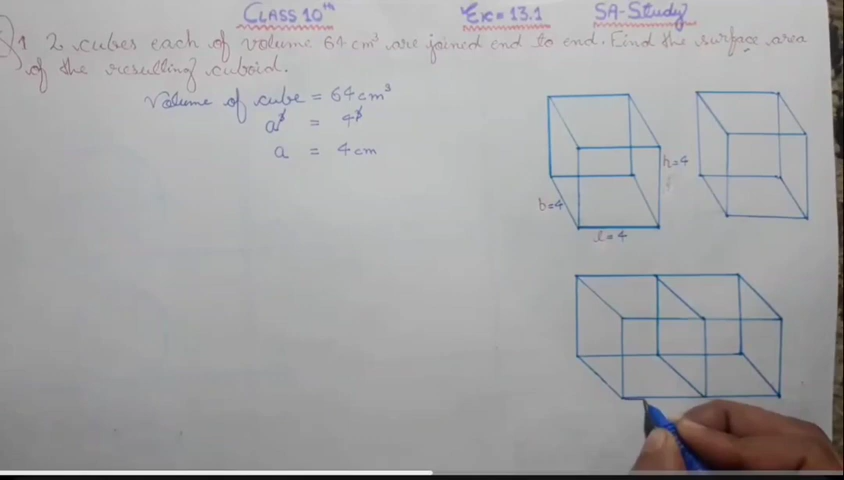 CLASS 10th Ex = 13.1 SA-Study
Q1 2 cubes each of volume 64 cm³ are joined end to end. Find the surface area
of the resulting cuboid.
Volume of cube = 64 cm³
a³ = 4³
a = 4 cm
h=4
b=4
l=4